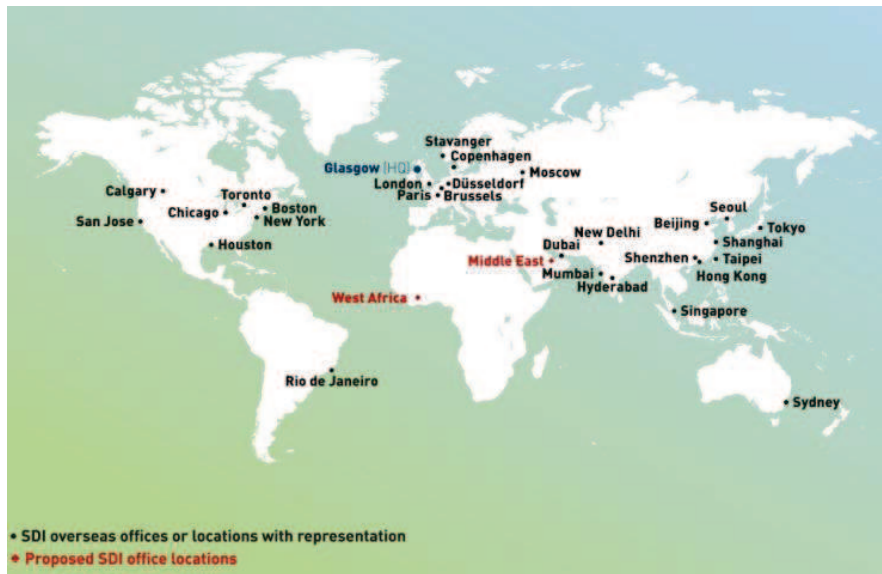 Stavanger
Copenhagen
Glasgow (HQ)
Moscow
London
Düsseldorf
Paris
Brussels
Calgary
Toronto
Chicago
Boston
San Jose
New York
Houston
Seoul
Beijing
Tokyo
New Delhi
Dubai
Shanghai
Middle East
Shenzhen
Taipei
Mumbai
Hong Kong
Hyderabad
West Africa
Singapore
Rio de Janeiro
Sydney
• SDI overseas offices or locations with representation
• Proposed SDI office locations